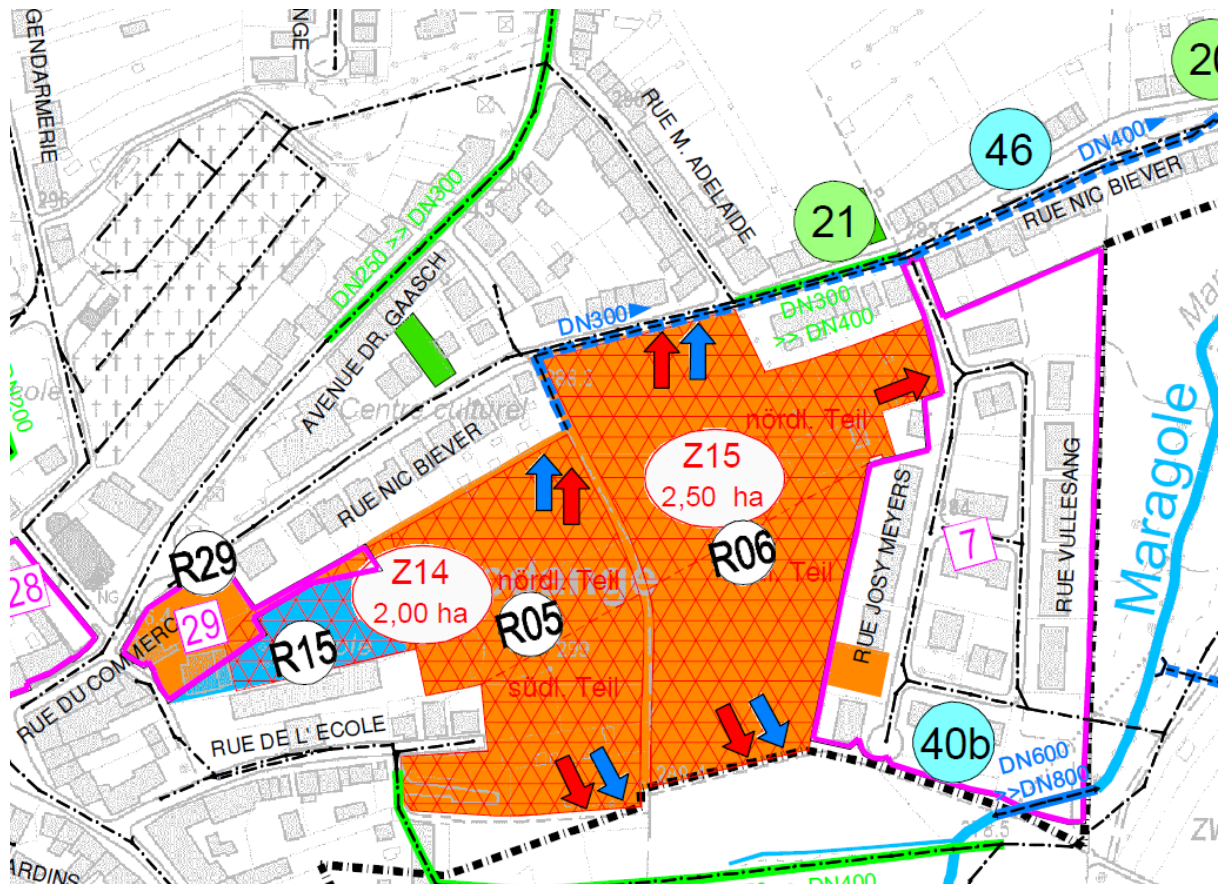 GENDARMERIE
NGE
20
RUE M. ADELAIDE
46
DN400
RUE NIC BIEVER
21
DN250 >> DN300
AVENUE DR. GAASCH
DN300
DN300
>> DN400
Centre culturel
nördl. Teil
Z15
2,50 ha
RUE NIC BIEVER
R29
28
29
RUE DU COMMERC
R15
Z14
2,00 ha
nördl. Teil
R05
südl. Teil
R06
Teil
RUE JOSY MEYERS
7
RUE VULLESANG
Maragole
RUE DE L' ECOLE
40b
DN600
>>DN800
278.5
DN400
ARDINS